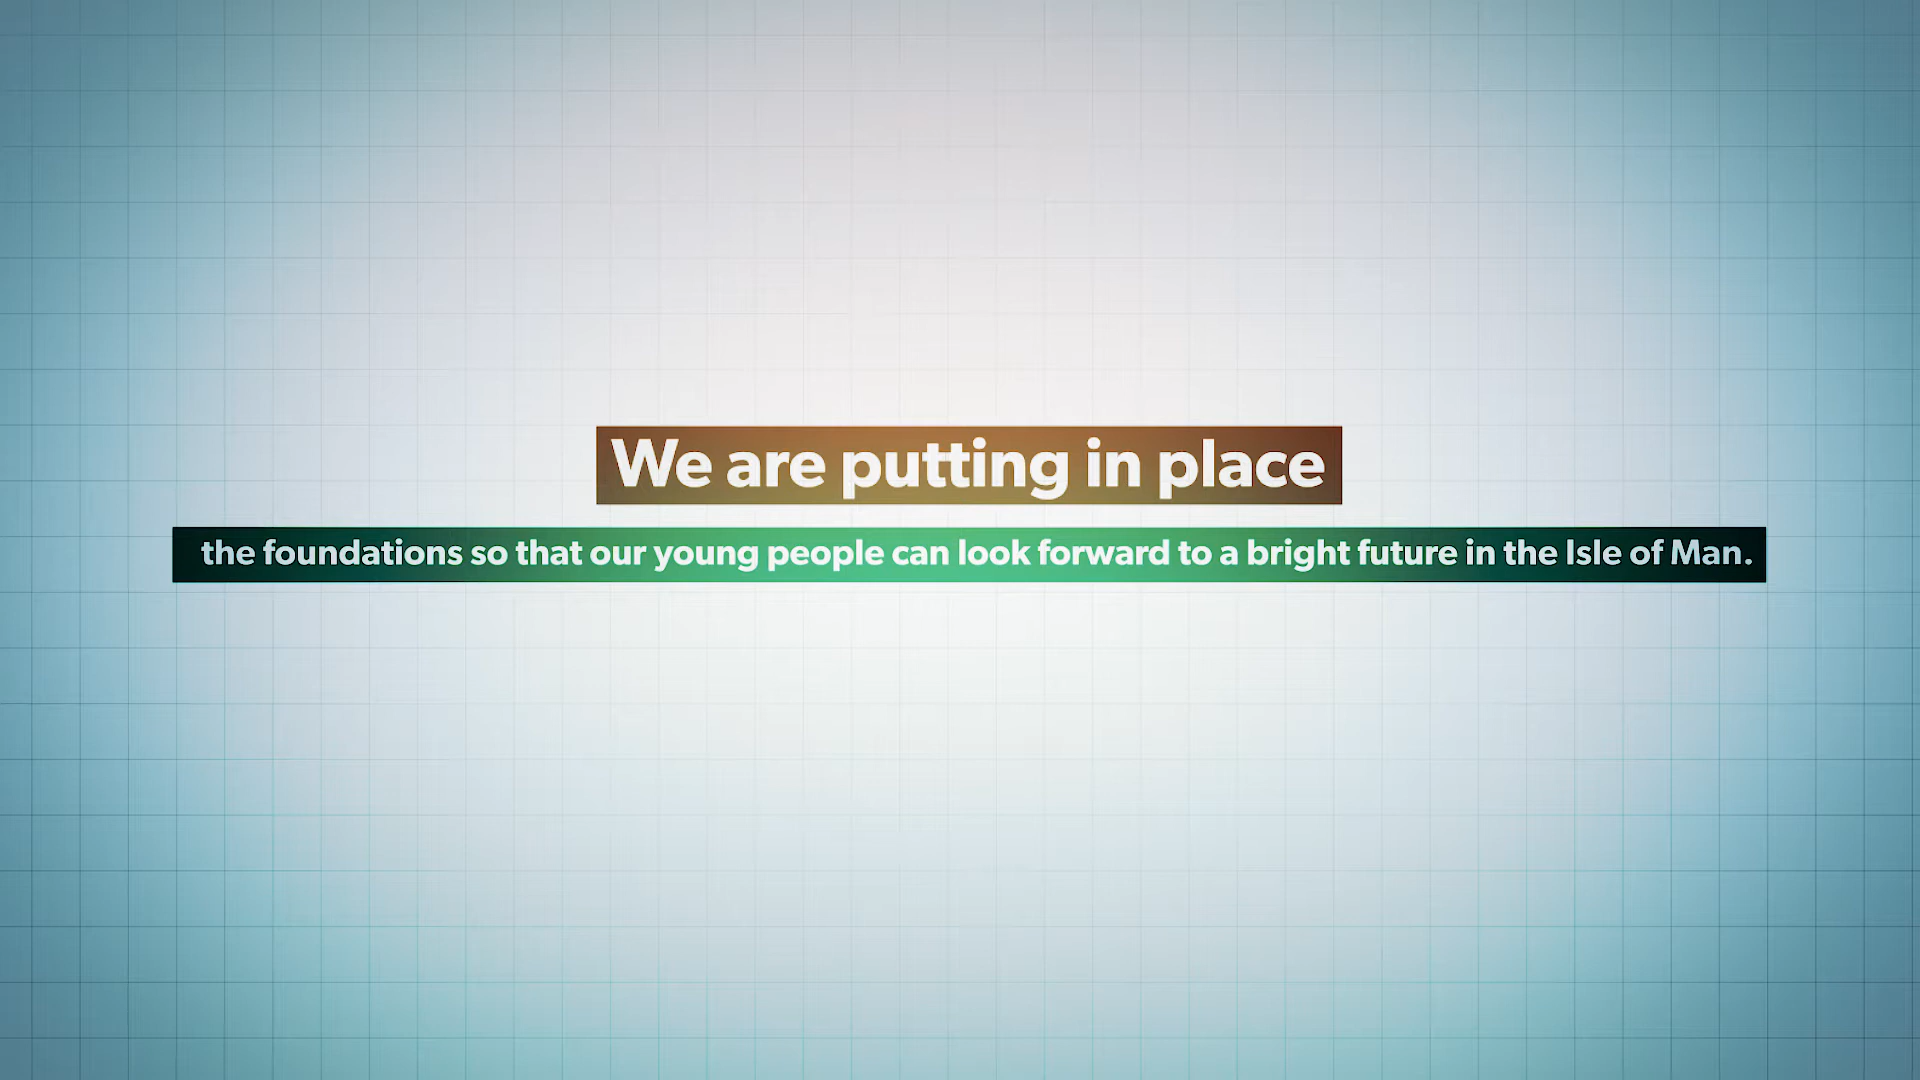 We are putting in place
the foundations so that our young people can look forward to a bright future in the Isle of Man.